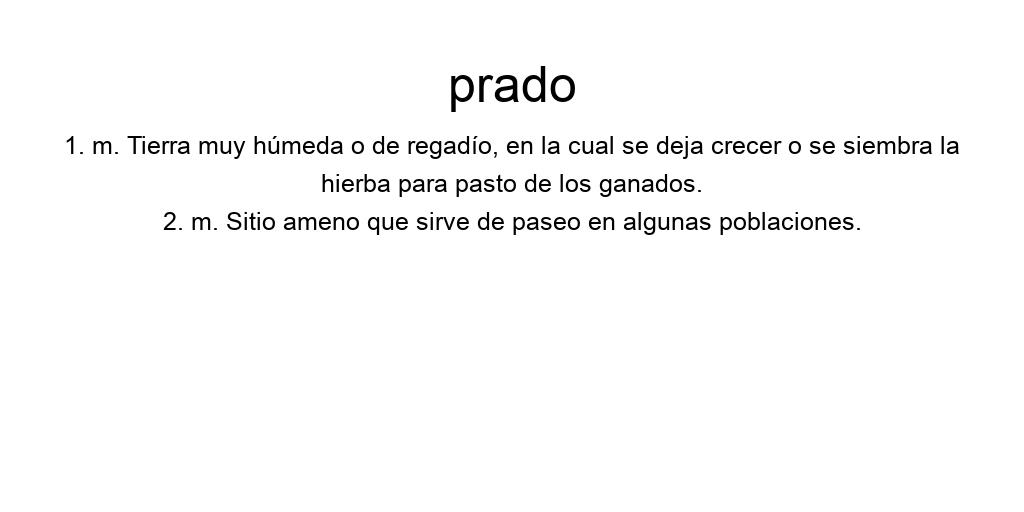 prado
1. m. Tierra muy húmeda o de regadío, en la cual se deja crecer o se siembra la
hierba para pasto de los ganados.
2. m. Sitio ameno que sirve de paseo en algunas poblaciones.